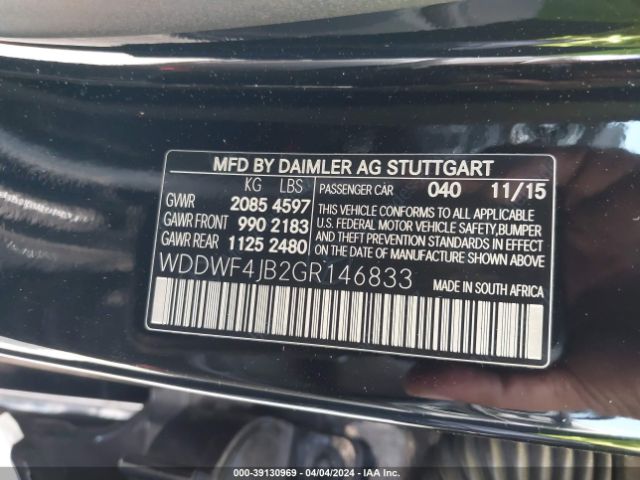 MFD BY DAIMLER AG STUTTGART
KG LBS
GVWR 2085 4597
GAWR FRONT 990 2183
GAWR REAR 1125 2480
PASSENGER CAR 040 11/15
THIS VEHICLE CONFORMS TO ALL APPLICABLE
U.S. FEDERAL MOTOR VEHICLE SAFETY, BUMPER
AND THEFT PREVENTION STANDARDS IN EFFECT
ON DATE OF MANUFACTURE SHOWN ABOVE.
WDDWF4JB2GR146833
MADE IN SOUTH AFRICA
000-39130969 - 04/04/2024 - IAA Inc.